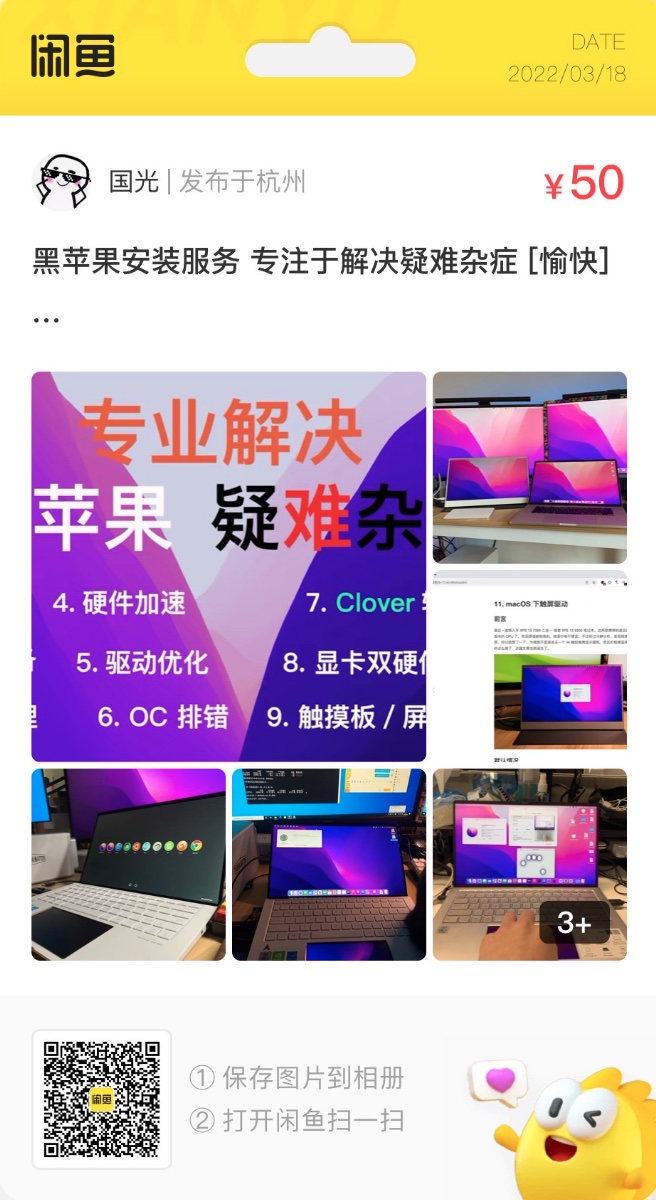 闲鱼
DATE
2022/03/18
国光 | 发布于杭州
¥50
黑苹果安装服务 专注于解决疑难杂症 [愉快]
...
专业解决
苹果 疑难杂
4. 硬件加速
7. Clover
5. 驱动优化
8. 显卡双硬
6. OC 排错
9. 触摸板 / 屏
11. macOS 下触屏驱动
前言
3+
闲鱼
① 保存图片到相册
② 打开闲鱼扫一扫